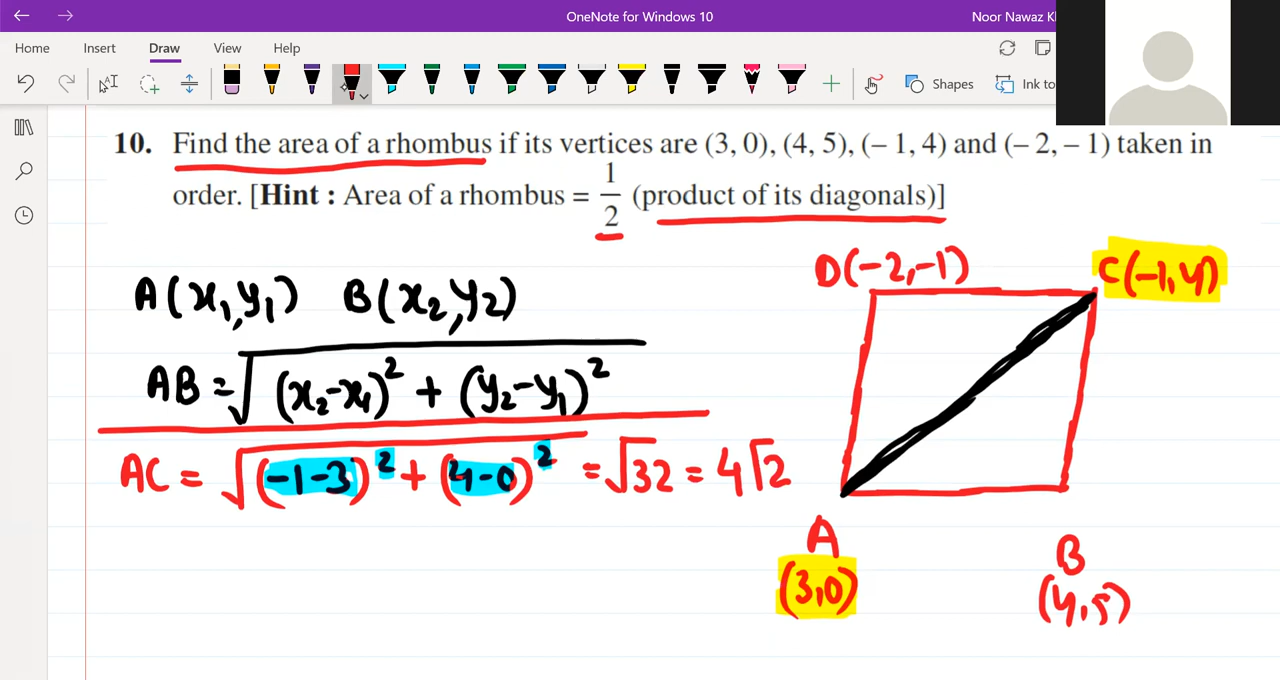 OneNote for Windows 10
Noor Nawaz Kh
Home Insert Draw View Help
Shapes
Ink to
10. Find the area of a rhombus if its vertices are (3, 0), (4, 5), (– 1, 4) and (– 2, – 1) taken in
order. [Hint : Area of a rhombus = 1/2 (product of its diagonals)]
A(x₁,y₁) B(x₂,y₂)
AB = √(x₂-x₁)² + (y₂-y₁)²
AC = √(-1-3)² + (4-0)² = √32 = 4√2
D(-2,-1)
C(-1,4)
A
(3,0)
B
(4,5)